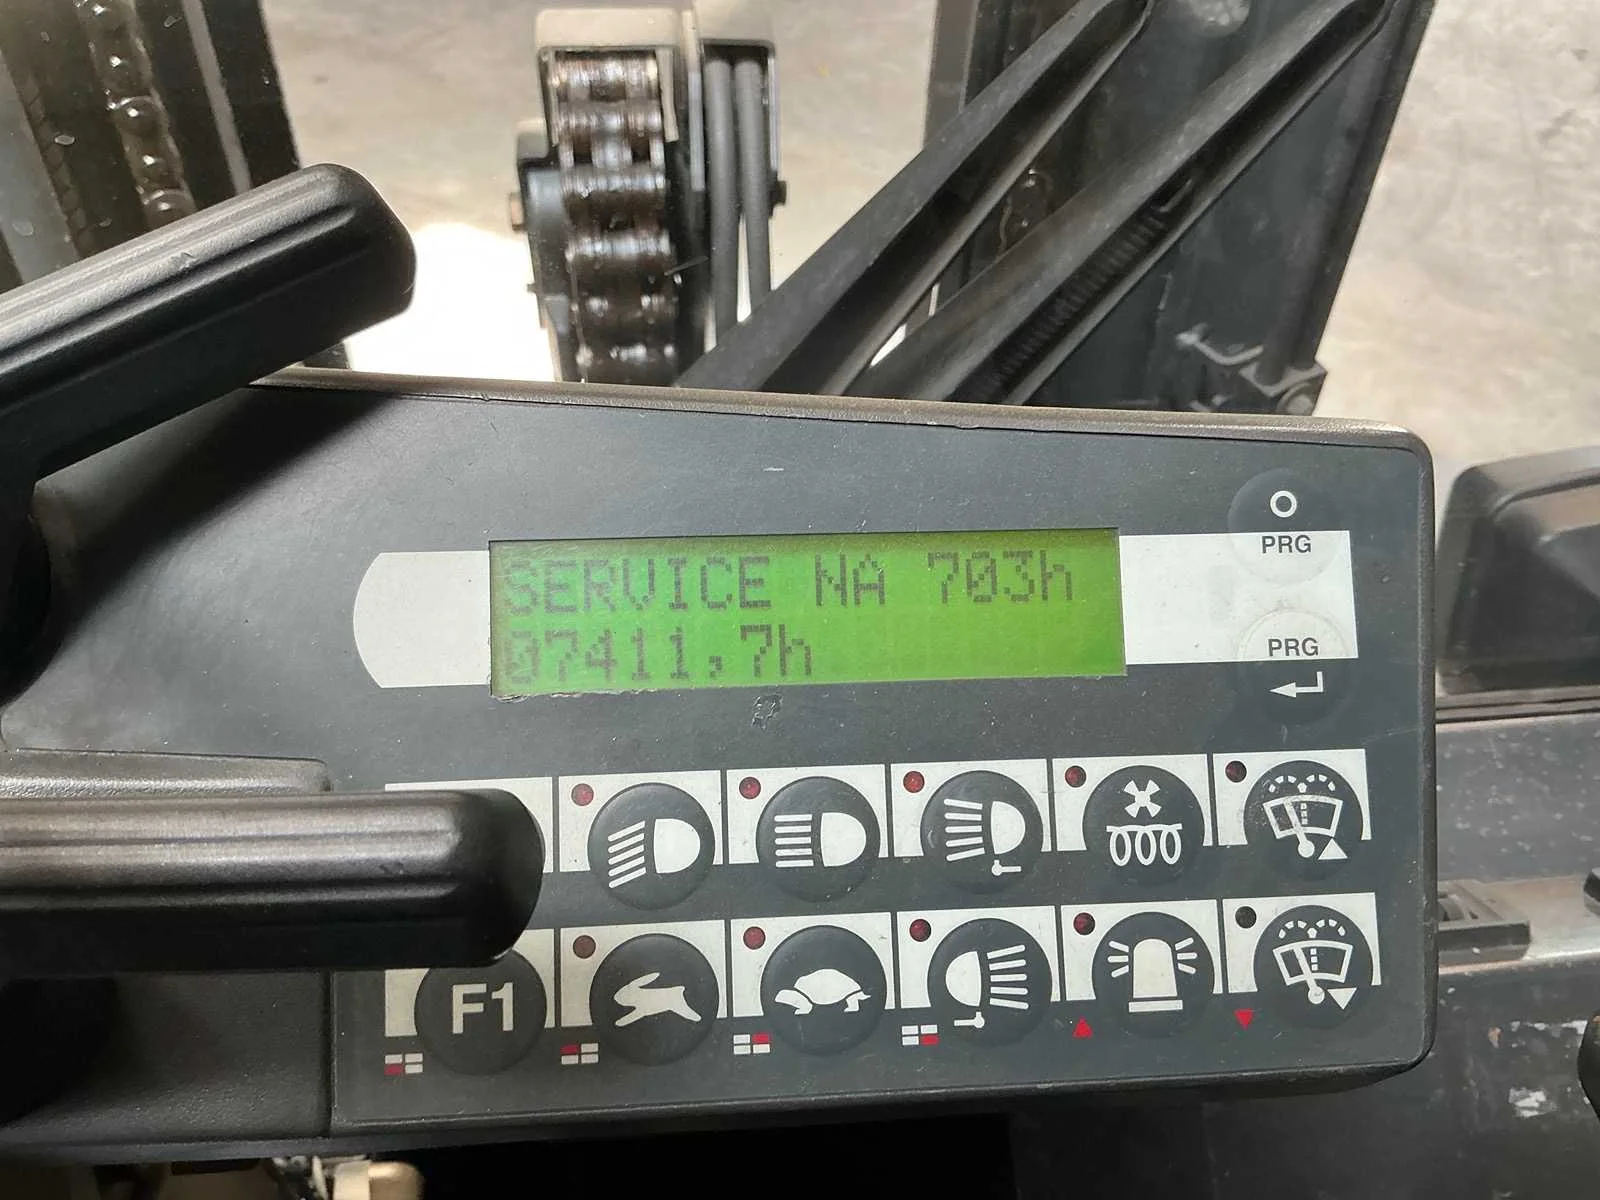 SERVICE NA 703h
07411,7h
PRG
PRG
F1